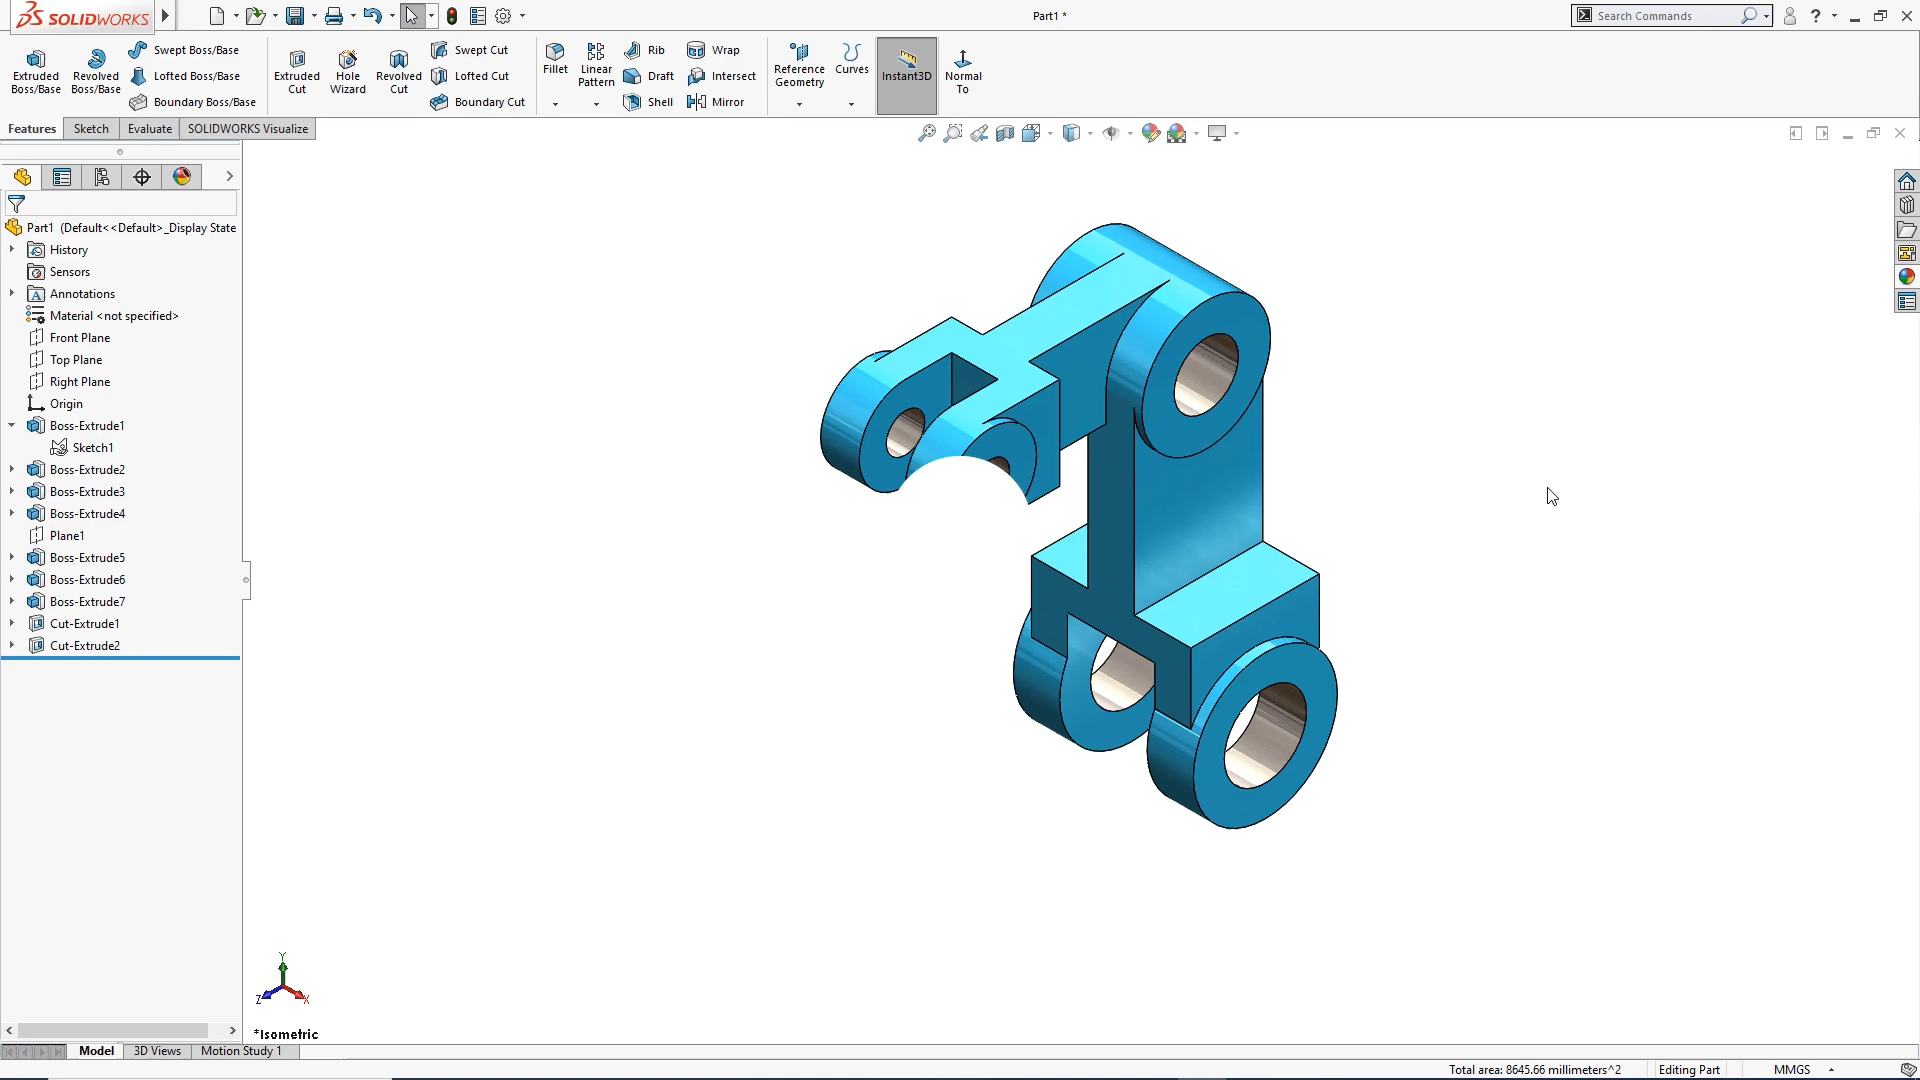 SOLIDWORKS
Part1 *
Search Commands
Extruded Boss/Base
Revolved Boss/Base
Swept Boss/Base
Lofted Boss/Base
Boundary Boss/Base
Extruded Cut
Hole Wizard
Revolved Cut
Swept Cut
Lofted Cut
Boundary Cut
Fillet
Linear Pattern
Rib
Draft
Shell
Wrap
Intersect
Mirror
Reference Geometry
Curves
Instant3D
Normal To
Features
Sketch
Evaluate
SOLIDWORKS Visualize
Part1 (Default<<Default>_Display State
History
Sensors
Annotations
Material <not specified>
Front Plane
Top Plane
Right Plane
Origin
Boss-Extrude1
Sketch1
Boss-Extrude2
Boss-Extrude3
Boss-Extrude4
Plane1
Boss-Extrude5
Boss-Extrude6
Boss-Extrude7
Cut-Extrude1
Cut-Extrude2
Y
Z
X
*Isometric
Model
3D Views
Motion Study 1
Total area: 8645.66 millimeters^2
Editing Part
MMGS